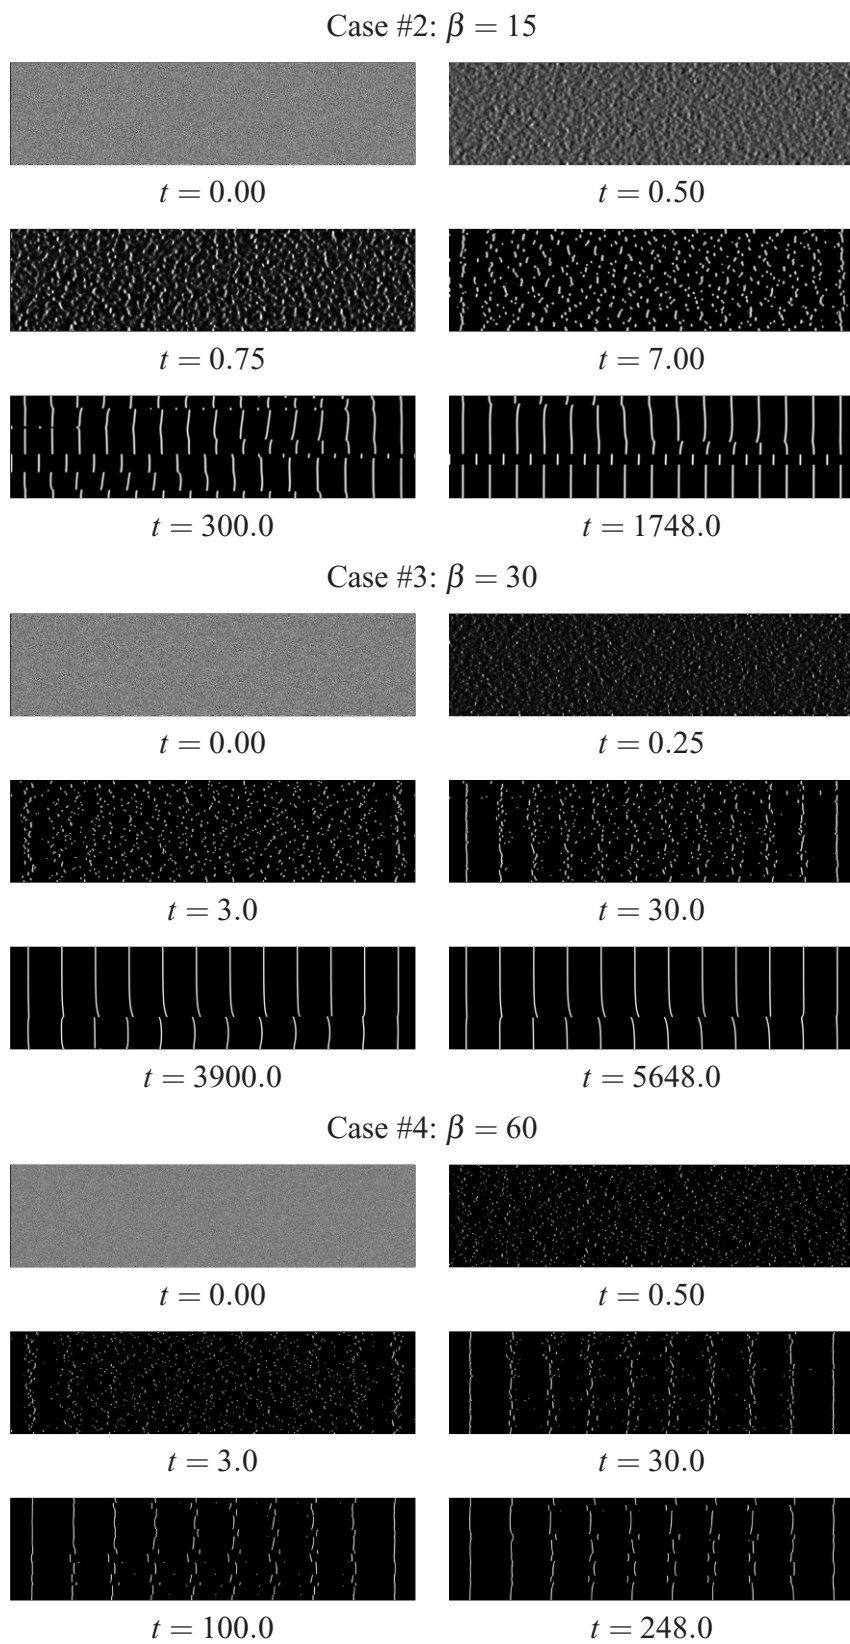 Case #2: β = 15
t = 0.00 t = 0.50
t = 0.75 t = 7.00
t = 300.0 t = 1748.0
Case #3: β = 30
t = 0.00 t = 0.25
t = 3.0 t = 30.0
t = 3900.0 t = 5648.0
Case #4: β = 60
t = 0.00 t = 0.50
t = 3.0 t = 30.0
t = 100.0 t = 248.0